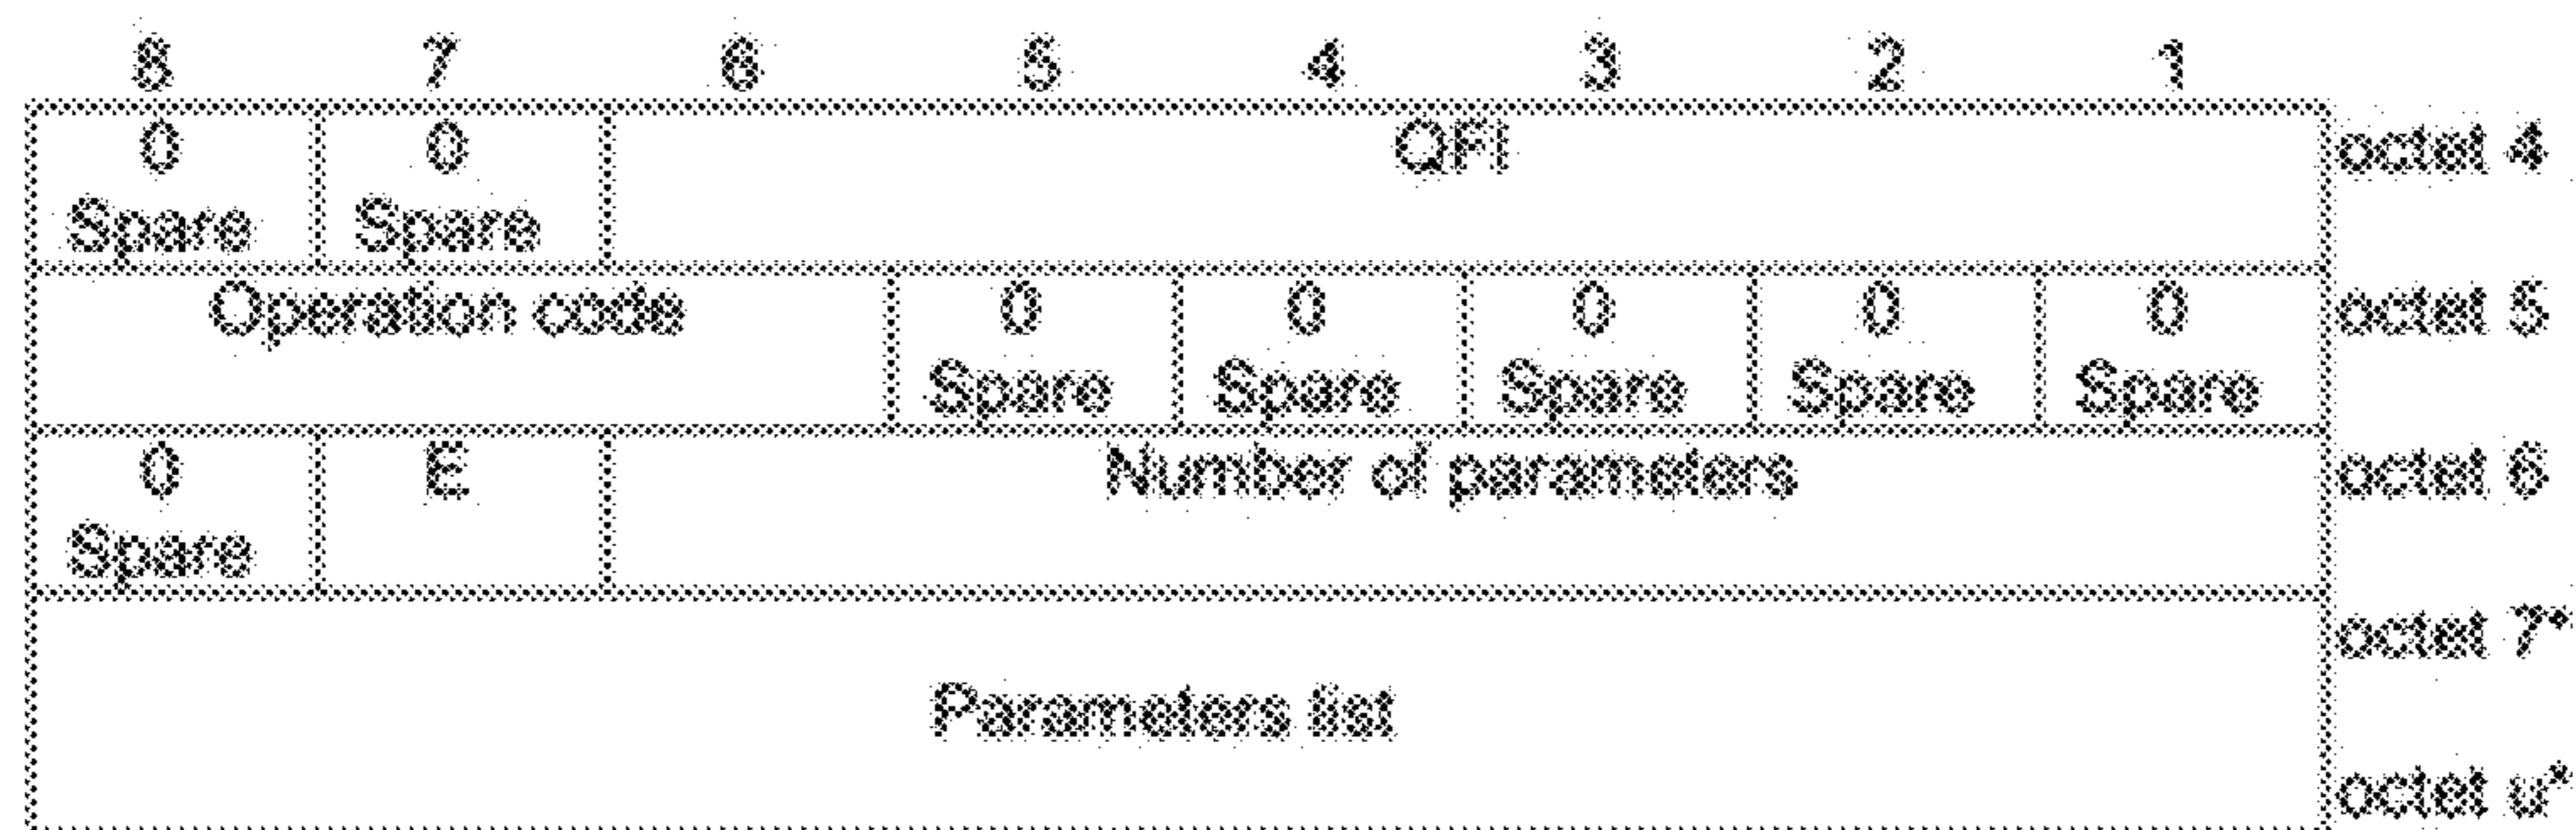 8 7 6 5 4 3 2 1
0 0 QFI octet 4
Spare Spare
Operation code 0 0 0 0 0 octet 5
Spare Spare Spare Spare Spare
0 E Number of parameters octet 6
Spare
octet 7*
Parameters list
octet u*